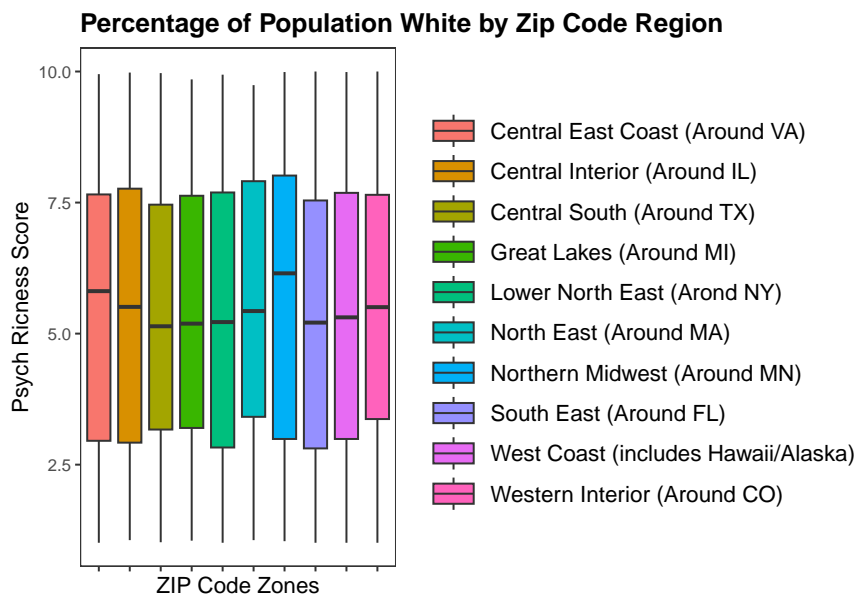 Percentage of Population White by Zip Code Region
Psych Ricness Score
10.0
7.5
5.0
2.5
ZIP Code Zones
Central East Coast (Around VA)
Central Interior (Around IL)
Central South (Around TX)
Great Lakes (Around MI)
Lower North East (Arond NY)
North East (Around MA)
Northern Midwest (Around MN)
South East (Around FL)
West Coast (includes Hawaii/Alaska)
Western Interior (Around CO)